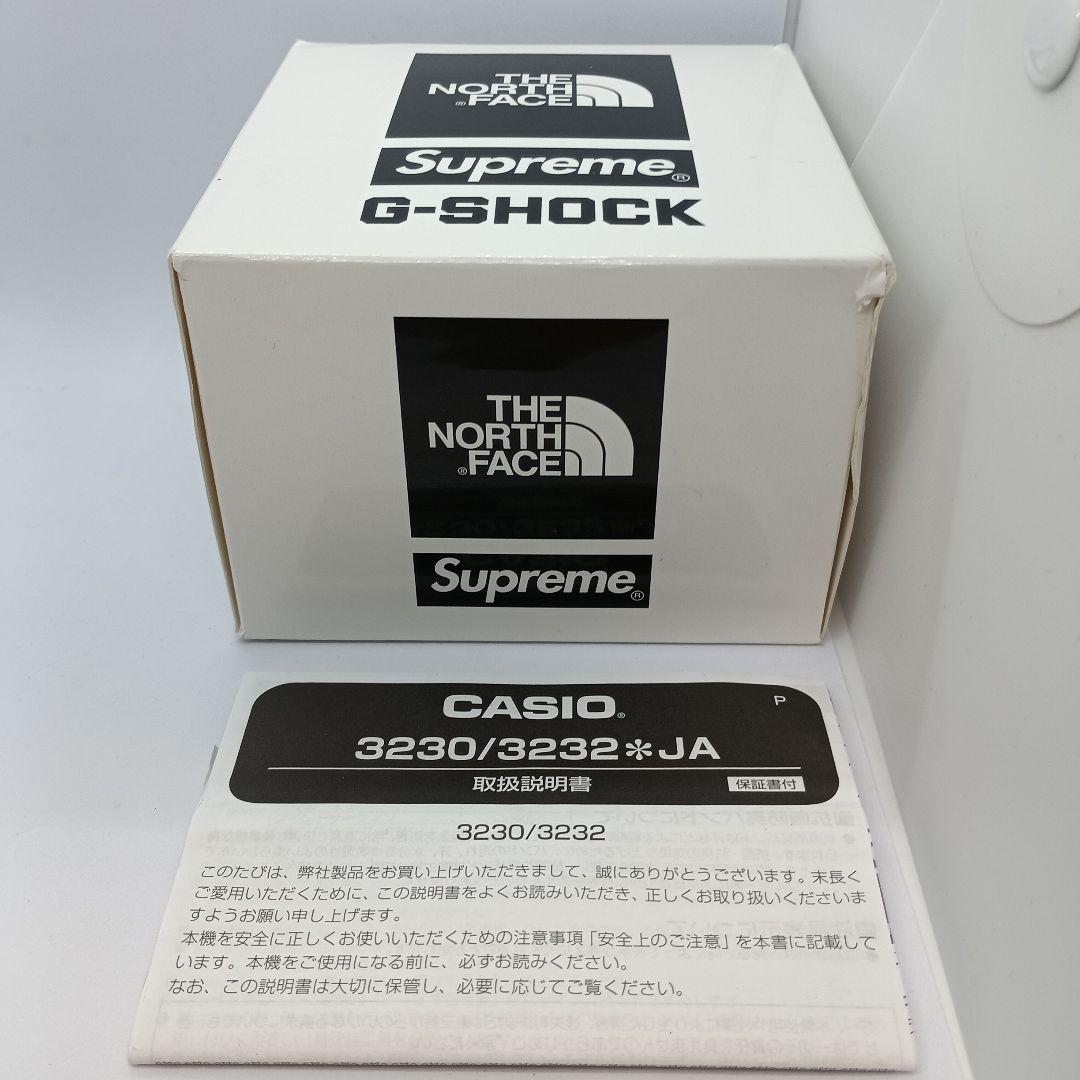 THE
NORTH
FACE®
Supreme®
G-SHOCK
THE
NORTH
®FACE
Supreme®
CASIO®
P
3230/3232*JA
取扱説明書
保証書付
3230/3232
このたびは、弊社製品をお買い上げいただきまして、誠にありがとうございます。末長く
ご愛用いただくために、この説明書をよくお読みいただき、正しくお取り扱いくださいま
すようお願い申し上げます。
本機を安全に正しくお使いいただくための注意事項「安全上のご注意」を本書に記載して
います。本機をご使用になる前に、必ずお読みください。
なお、この説明書は大切に保管し、必要に応じてご覧ください。